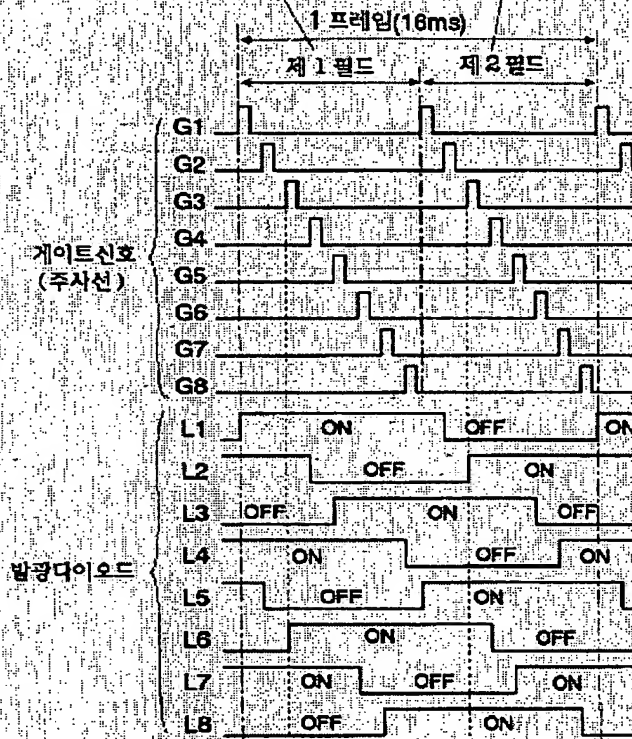 1 프레임(16ms)
제 1 필드 제 2 필드
G1
G2
G3
게이트신호
(주사선)
G4
G5
G6
G7
G8
L1 ON OFF ON
L2 OFF ON
L3 OFF ON OFF
발광다이오드
L4 ON OFF ON
L5 OFF ON
L6 ON OFF
L7 ON OFF ON
L8 OFF ON